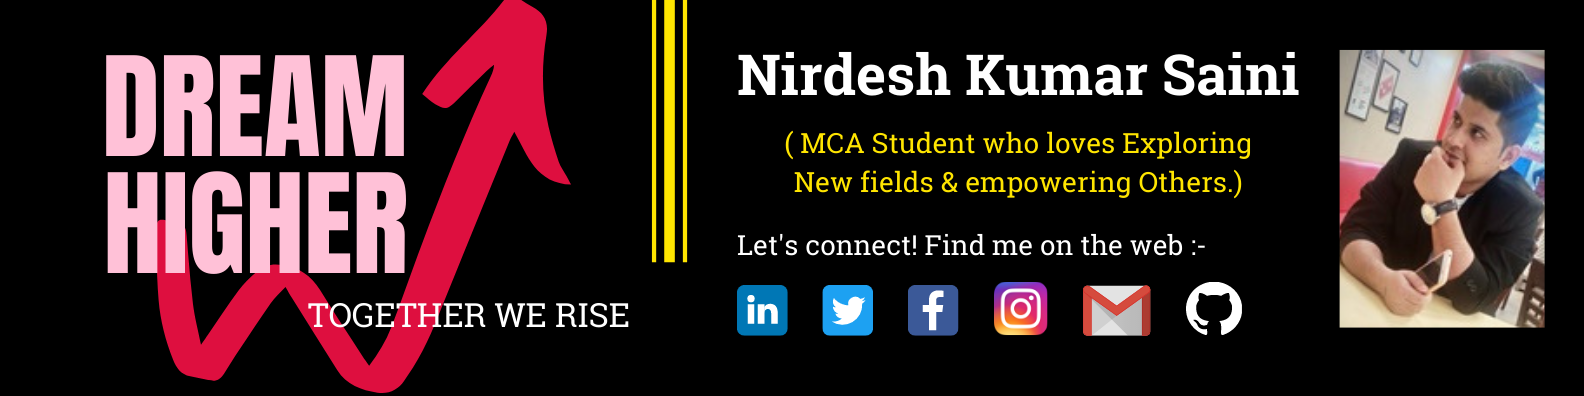 DREAM
HIGHER
TOGETHER WE RISE
Nirdesh Kumar Saini
( MCA Student who loves Exploring
New fields & empowering Others.)
Let's connect! Find me on the web :-
in